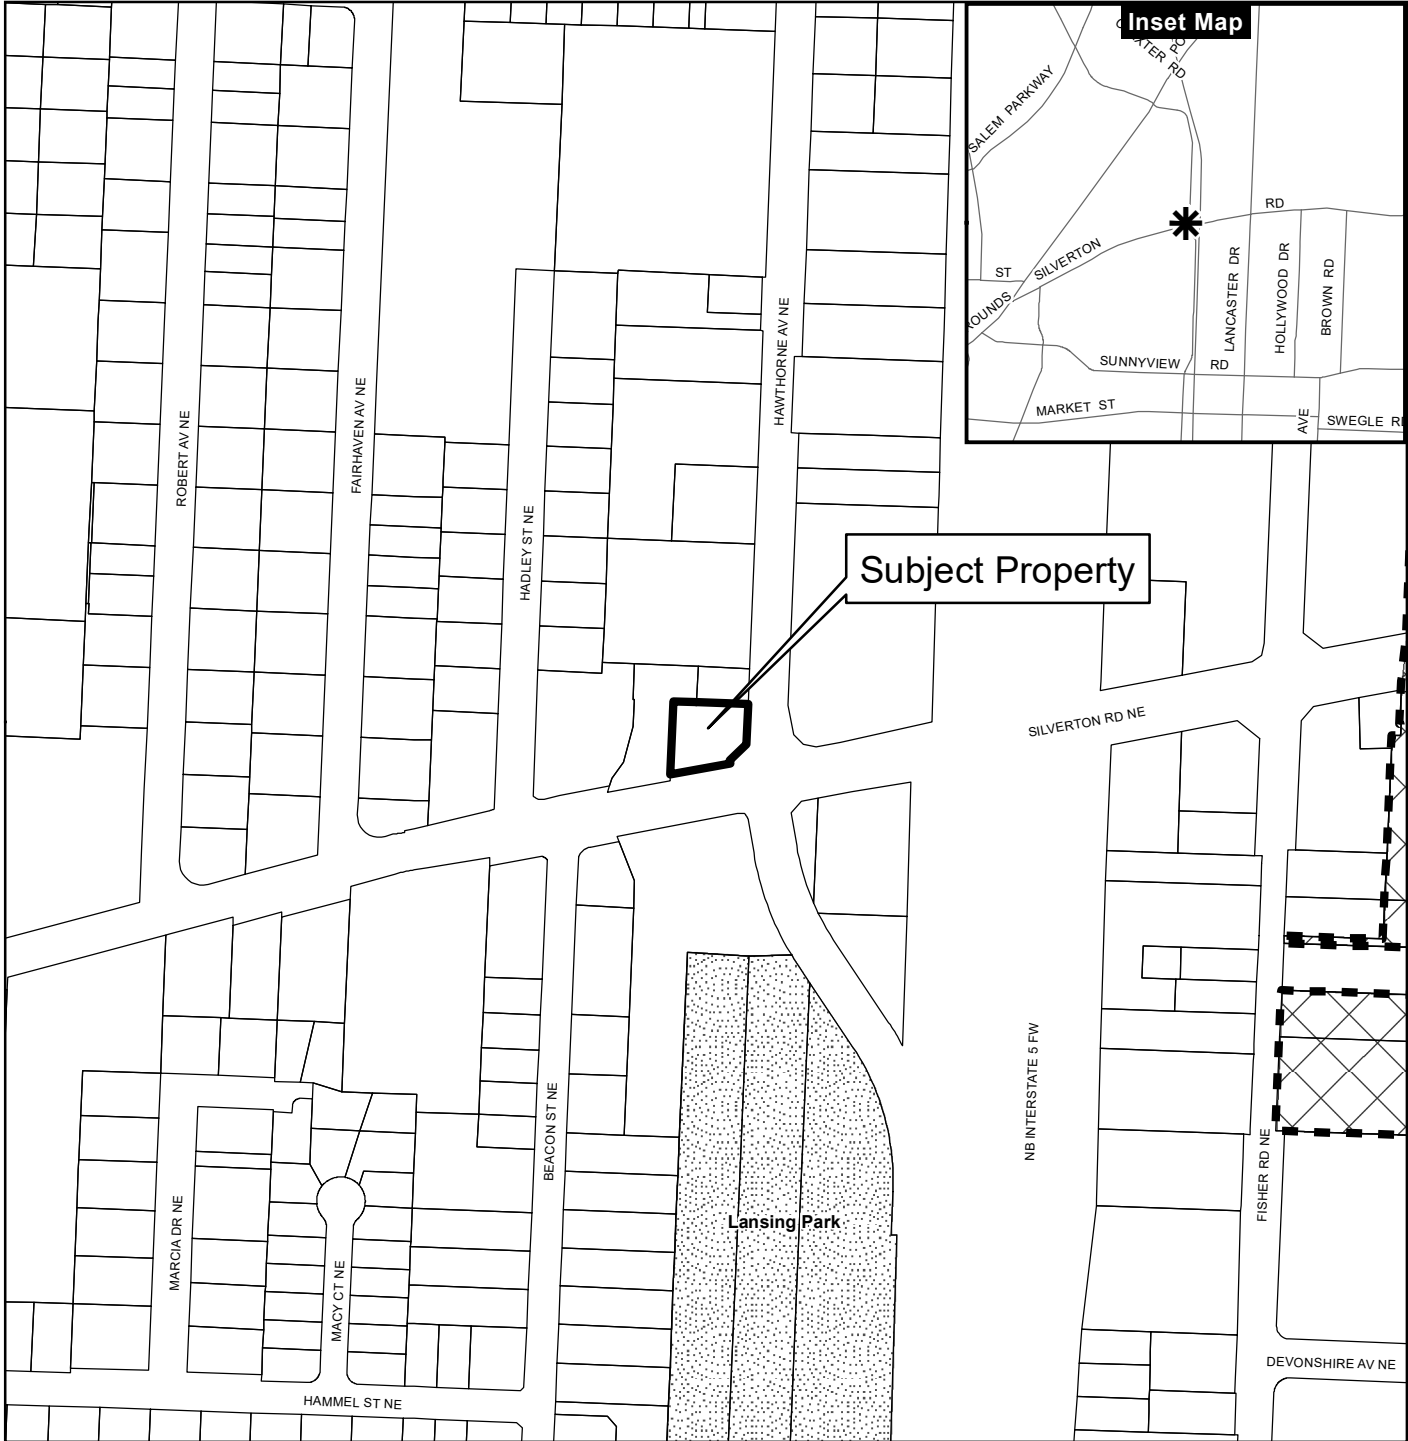 Inset Map
SALEM PARKWAY
RD
PO
RD
SILVERTON
ST
ROUNDS
LANCASTER DR
HOLLYWOOD DR
BROWN RD
SUNNYVIEW
RD
MARKET ST
AVE
SWEGLE
HAWTHORNE AV NE
FAIRHAVEN AV NE
ROBERT AV NE
HADLEY ST NE
Subject Property
SILVERTON RD NE
NB INTERSTATE 5 FW
BEACON ST NE
FISHER RD NE
MARCIA DR NE
Lansing Park
MACY CT NE
DEVONSHIRE AV NE
HAMMEL ST NE